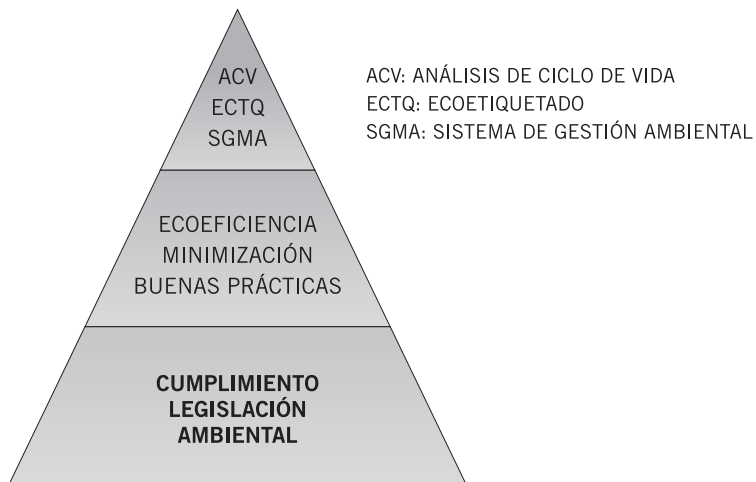 ACV
ECTQ
SGMA
ACV: ANÁLISIS DE CICLO DE VIDA
ECTQ: ECOETIQUETADO
SGMA: SISTEMA DE GESTIÓN AMBIENTAL
ECOEFICIENCIA
MINIMIZACIÓN
BUENAS PRÁCTICAS
CUMPLIMIENTO
LEGISLACIÓN
AMBIENTAL